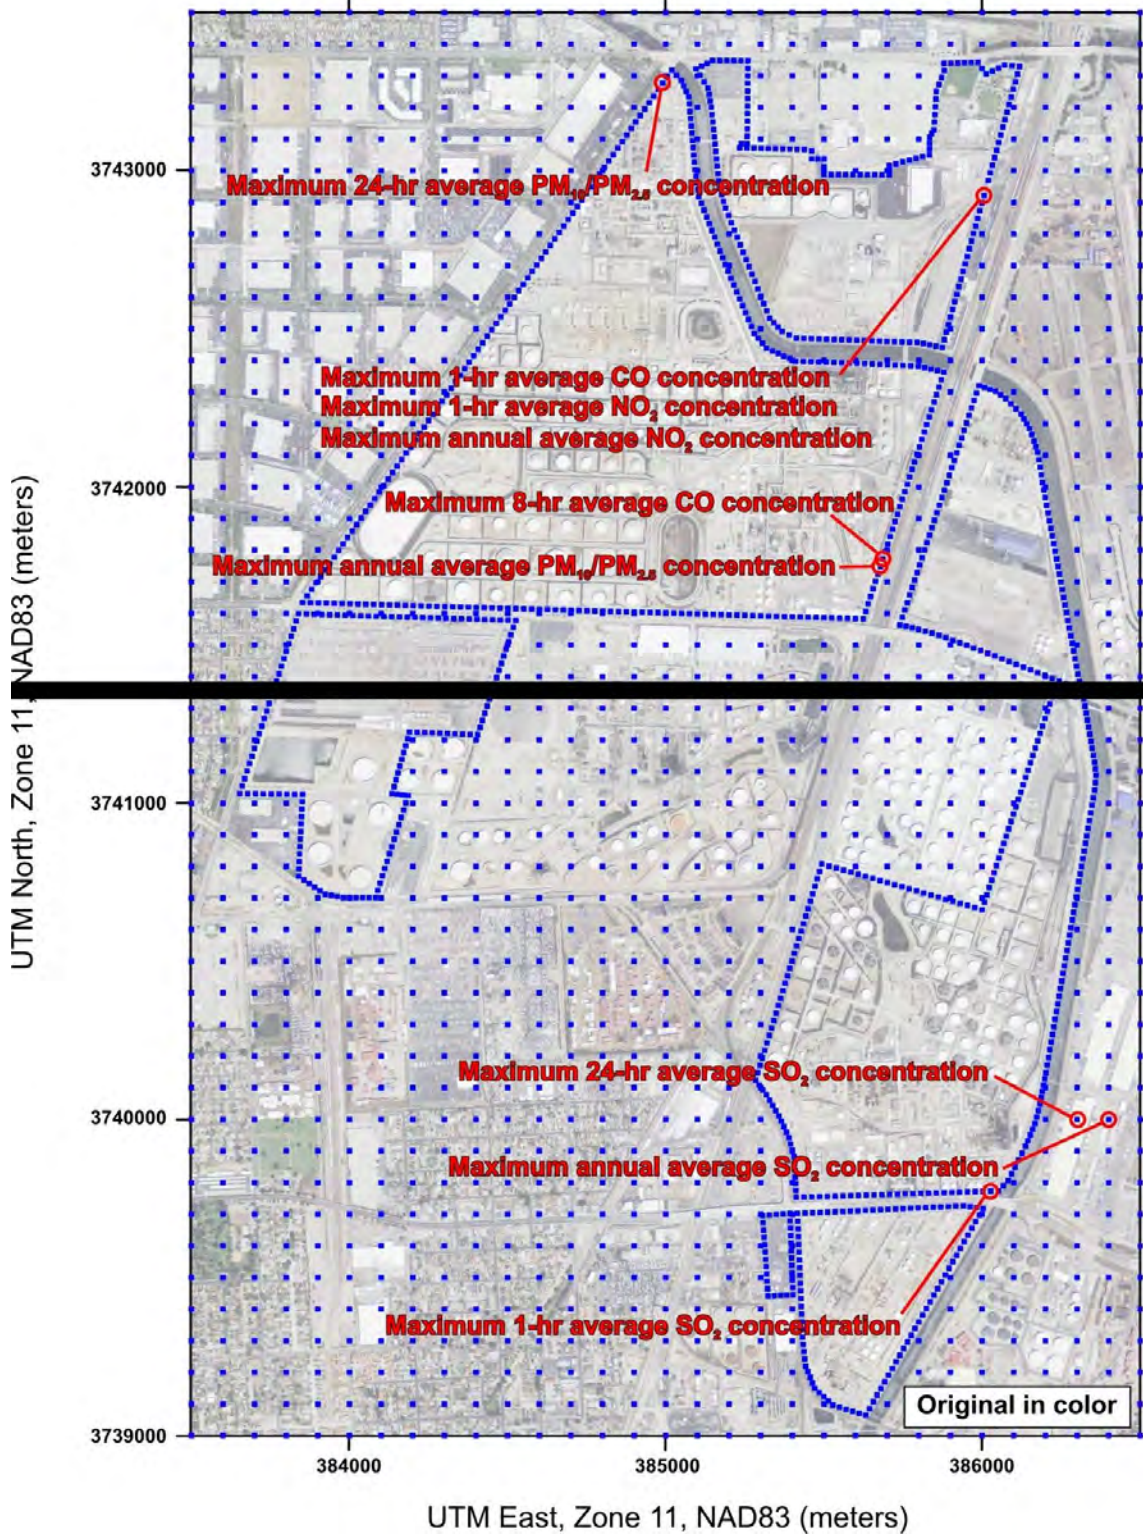 3743000
Maximum 24-hr average PM₁₀/PM₂.₅ concentration
Maximum 1-hr average CO concentration
Maximum 1-hr average NO₂ concentration
Maximum annual average NO₂ concentration
3742000
Maximum 8-hr average CO concentration
Maximum annual average PM₁₀/PM₂.₅ concentration
UTM North, Zone 11, NAD83 (meters)
3741000
Maximum 24-hr average SO₂ concentration
3740000
Maximum annual average SO₂ concentration
Maximum 1-hr average SO₂ concentration
Original in color
3739000
384000
385000
386000
UTM East, Zone 11, NAD83 (meters)